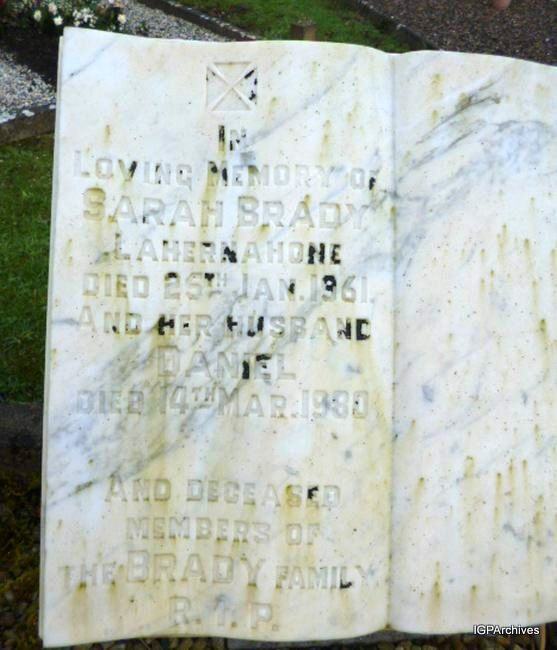 IN
LOVING MEMORY OF
SARAH BRADY
LAHERNAHONE
DIED 26TH JAN. 1961.
AND HER HUSBAND
DANIEL
DIED 14TH MAR. 1980.
AND DECEASED
MEMBERS OF
THE BRADY FAMILY
R.I.P.
IGPArchives